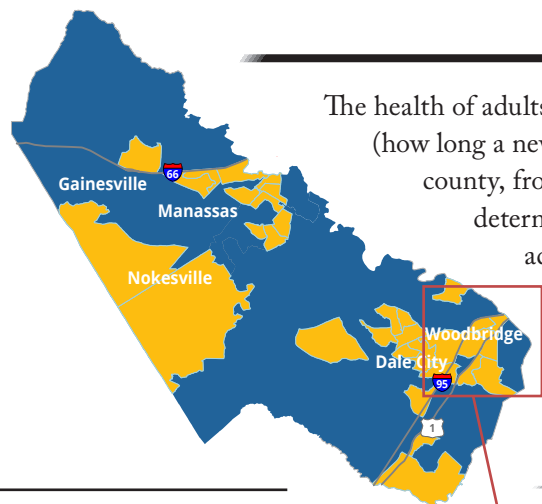 The health of adults
(how long a nev
county, fro
determ
ac
66
Gainesville
Manassas
Nokesville
Woodbridge
Dale City
95
1